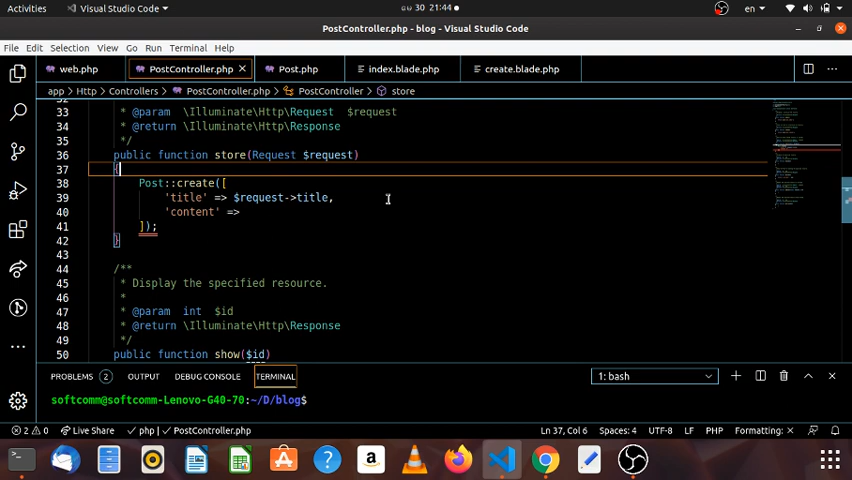 Activities Visual Studio Code 30 21:44 en
PostController.php - blog - Visual Studio Code
File Edit Selection View Go Run Terminal Help
web.php PostController.php Post.php index.blade.php create.blade.php
app > Http > Controllers > PostController.php > PostController > store
32
33 * @param \Illuminate\Http\Request $request
34 * @return \Illuminate\Http\Response
35 */
36 public function store(Request $request)
37 {
38 Post::create([
39 'title' => $request->title,
40 'content' =>
41 ]);
42 }
43
44 /**
45 * Display the specified resource.
46 *
47 * @param int $id
48 * @return \Illuminate\Http\Response
49 */
50 public function show($id)
PROBLEMS 2 OUTPUT DEBUG CONSOLE TERMINAL 1: bash
softcomm@softcomm-Lenovo-G40-70:~/D/blog$
2 0 Live Share php PostController.php Ln 37, Col 6 Spaces: 4 UTF-8 LF PHP Formatting: ×